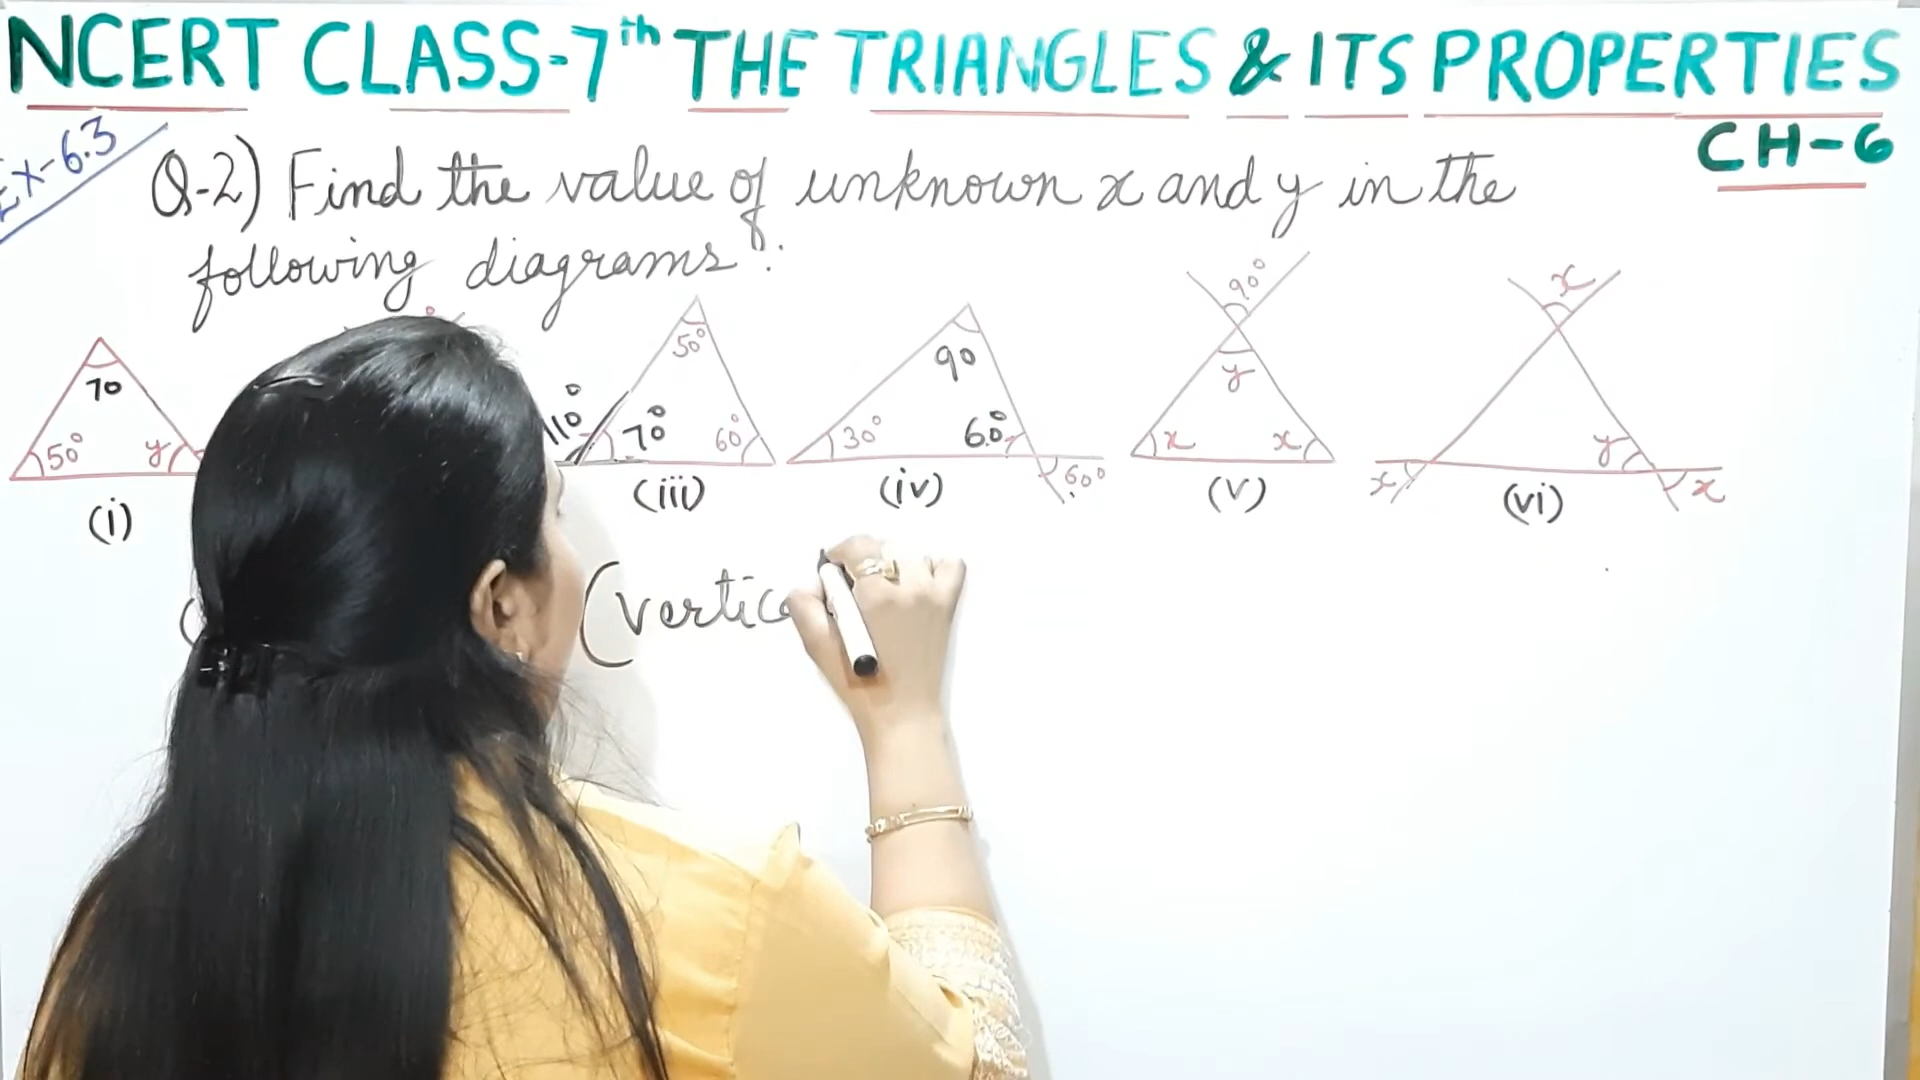 NCERT CLASS-7th THE TRIANGLES & ITS PROPERTIES
CH-6
Ex-6.3
Q-2) Find the value of unknown x and y in the
following diagrams:
70
50°
y
(i)
110°
50°
70°
60°
(iii)
90
30°
60°
60°
(iv)
90°
y
x
x
(v)
x
y
x
x
(vi)
(vertica